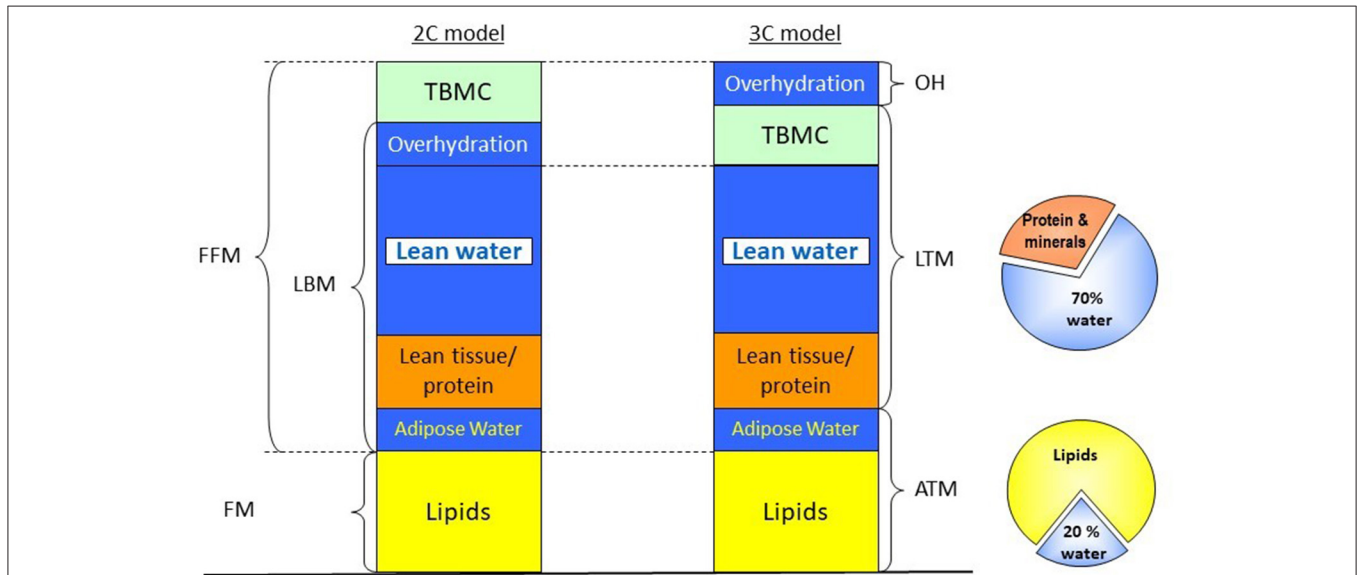 2C model
3C model
TBMC
Overhydration
Lean water
Lean tissue/
protein
Adipose Water
Lipids
FFM
LBM
FM
Overhydration
TBMC
Lean water
Lean tissue/
protein
Adipose Water
Lipids
OH
LTM
ATM
Protein &
minerals
70%
water
Lipids
20 %
water